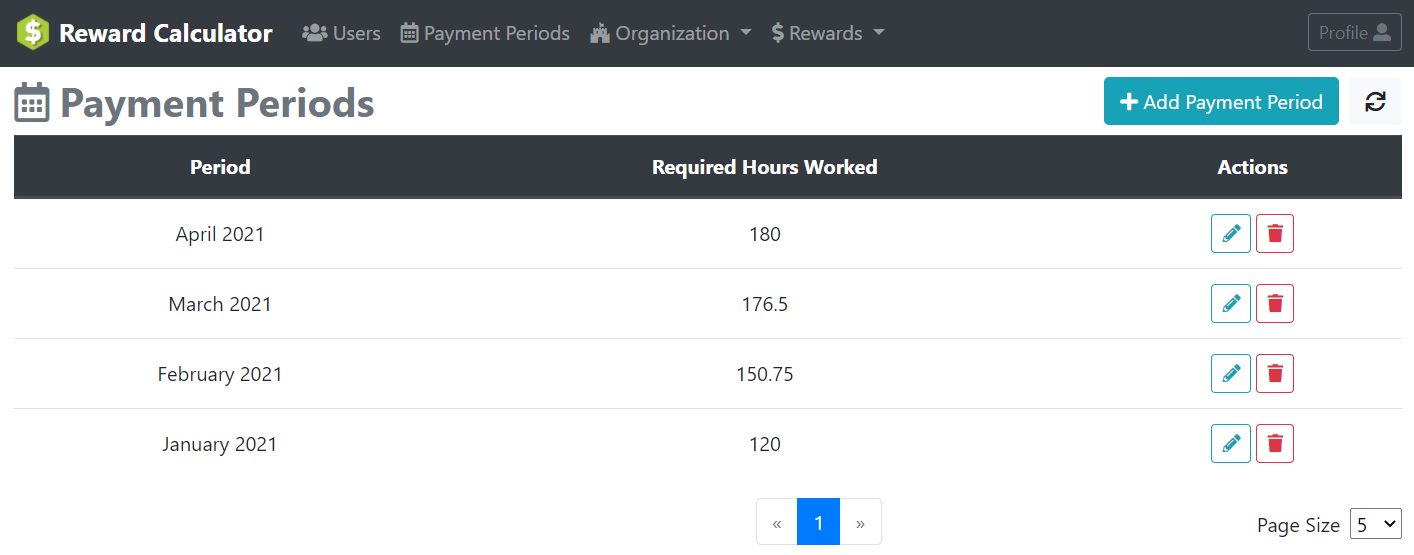 Reward Calculator Users Payment Periods Organization Rewards Profile
Payment Periods + Add Payment Period
Period Required Hours Worked Actions
April 2021 180
March 2021 176.5
February 2021 150.75
January 2021 120
« 1 » Page Size 5